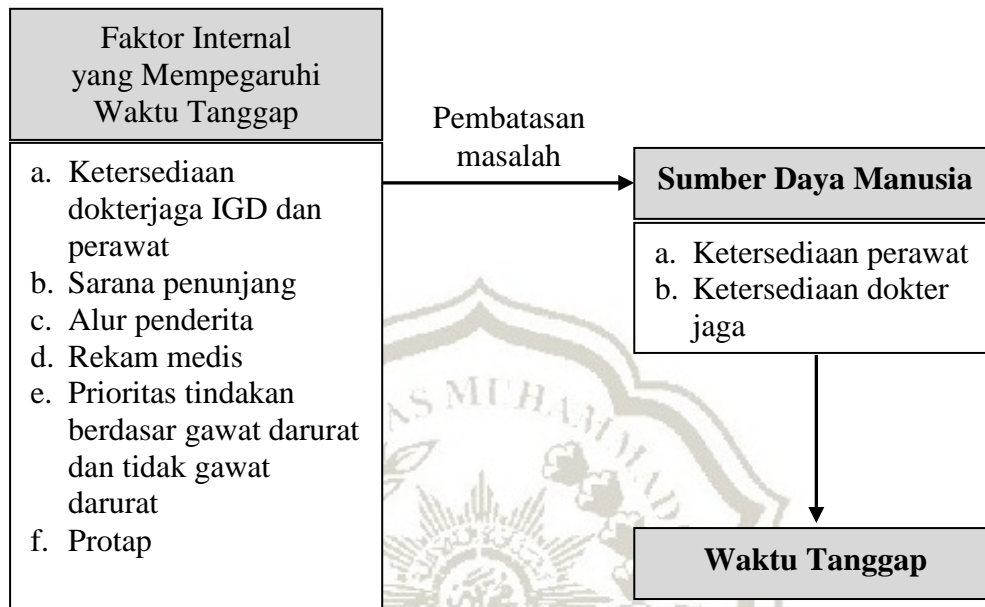 Faktor Internal
yang Mempegaruhi
Waktu Tanggap
a. Ketersediaan
dokterjaga IGD dan
perawat
b. Sarana penunjang
c. Alur penderita
d. Rekam medis
e. Prioritas tindakan
berdasar gawat darurat
dan tidak gawat
darurat
f. Protap
Pembatasan
masalah
Sumber Daya Manusia
a. Ketersediaan perawat
b. Ketersediaan dokter
jaga
Waktu Tanggap